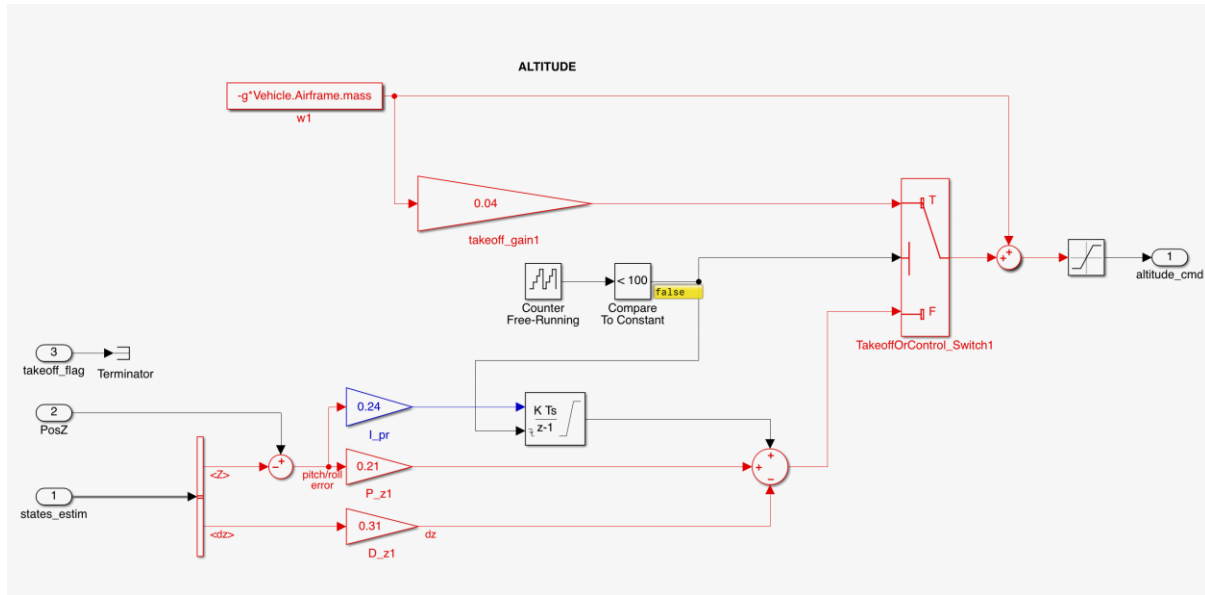 ALTITUDE
-g*Vehicle.Airframe.mass
w1
0.04
takeoff_gain1
T
F
TakeoffOrControl_Switch1
+
+
1
altitude_cmd
Counter
Free-Running
< 100
false
Compare
To Constant
3
takeoff_flag
Terminator
2
PosZ
1
states_estim
<Z>
<dz>
+
−
pitch/roll
error
0.24
I_pr
0.21
P_z1
0.31
D_z1
dz
K Ts
z-1
+
+
−